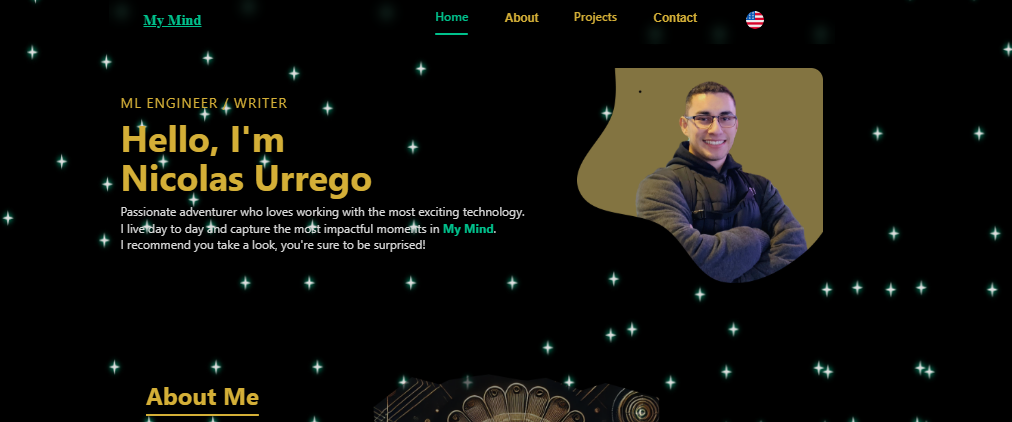 My Mind
Home About Projects Contact
ML ENGINEER / WRITER
Hello, I'm
Nicolas Urrego
Passionate adventurer who loves working with the most exciting technology.
I live day to day and capture the most impactful moments in My Mind.
I recommend you take a look, you're sure to be surprised!
About Me